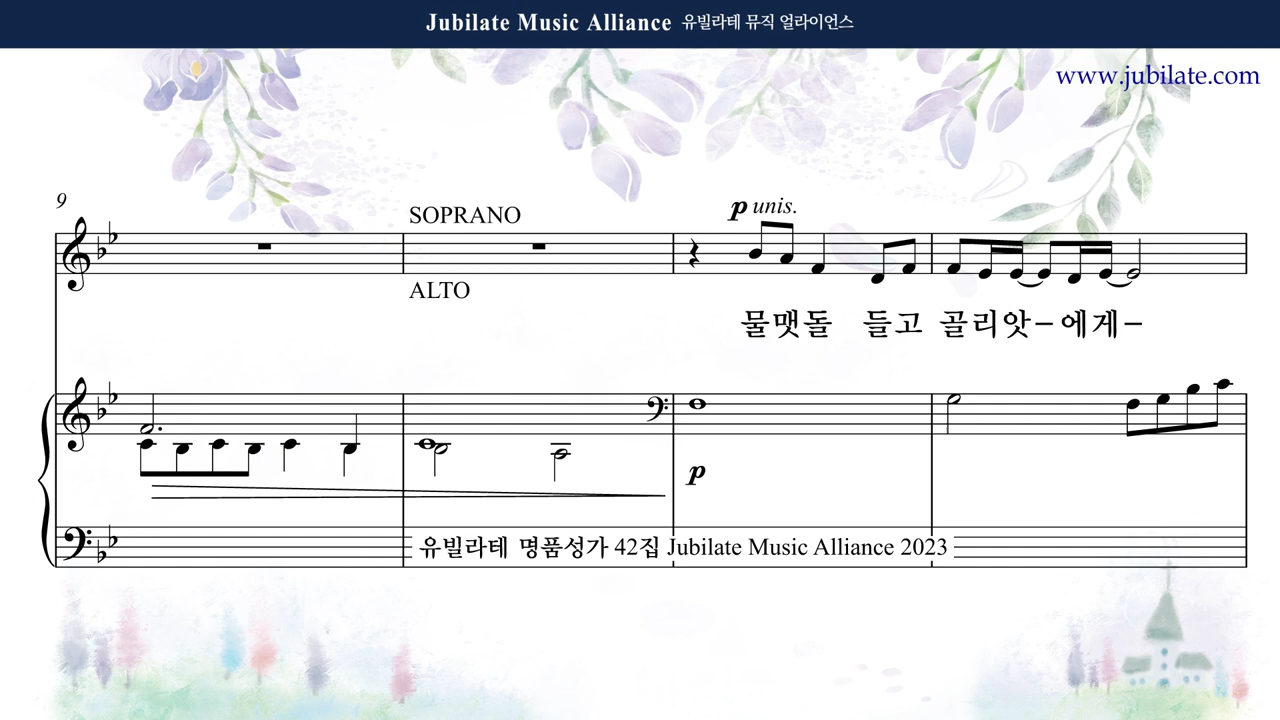 Jubilate Music Alliance 유빌라테 뮤직 얼라이언스
www.jubilate.com
9
SOPRANO
p unis.
ALTO
물맷돌 들고 골리앗-에게-
p
유빌라테 명품성가 42집 Jubilate Music Alliance 2023